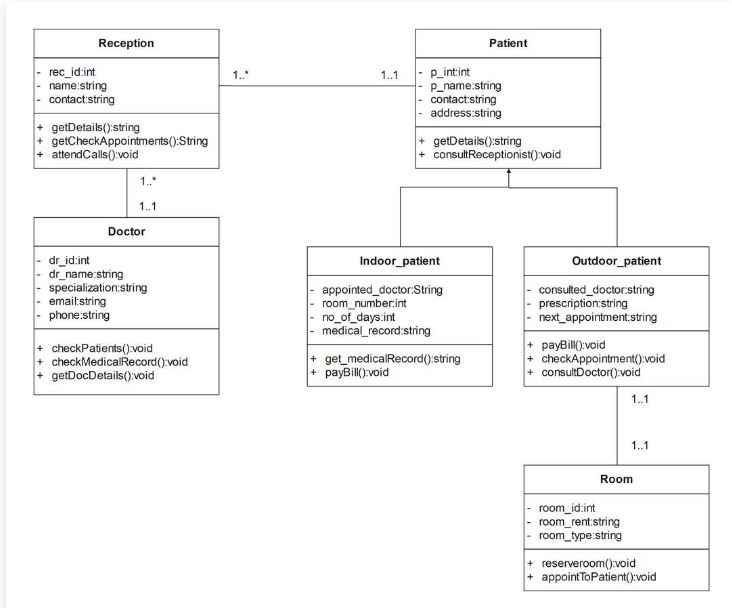 Reception
- rec_id:int
- name:string
- contact:string
+ getDetails():string
+ getCheckAppointments():String
+ attendCalls():void
1..*
1..1
Patient
- p_int:int
- p_name:string
- contact:string
- address:string
+ getDetails():string
+ consultReceptionist():void
1..*
1..1
Doctor
- dr_id:int
- dr_name:string
- specialization:string
- email:string
- phone:string
+ checkPatients():void
+ checkMedicalRecord():void
+ getDocDetails():void
Indoor_patient
- appointed_doctor:String
- room_number:int
- no_of_days:int
- medical_record:string
+ get_medicalRecord():string
+ payBill():void
Outdoor_patient
- consulted_doctor:string
- prescription:string
- next_appointment:string
+ payBill():void
+ checkAppointment():void
+ consultDoctor():void
1..1
1..1
Room
- room_id:int
- room_rent:string
- room_type:string
+ reserveroom():void
+ appointToPatient():void